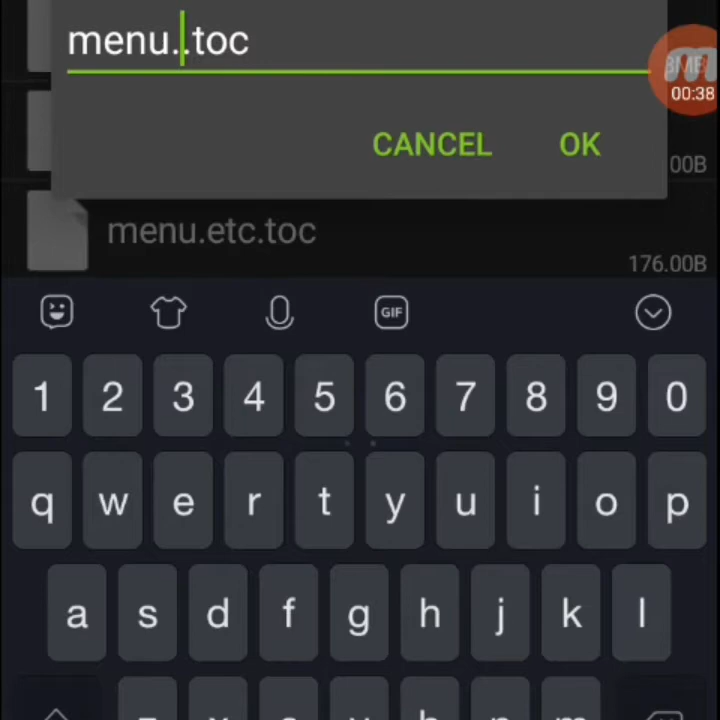 menu..toc
00:38
CANCEL OK
00B
menu.etc.toc
176.00B
GIF
1 2 3 4 5 6 7 8 9 0
q w e r t y u i o p
a s d f g h j k l